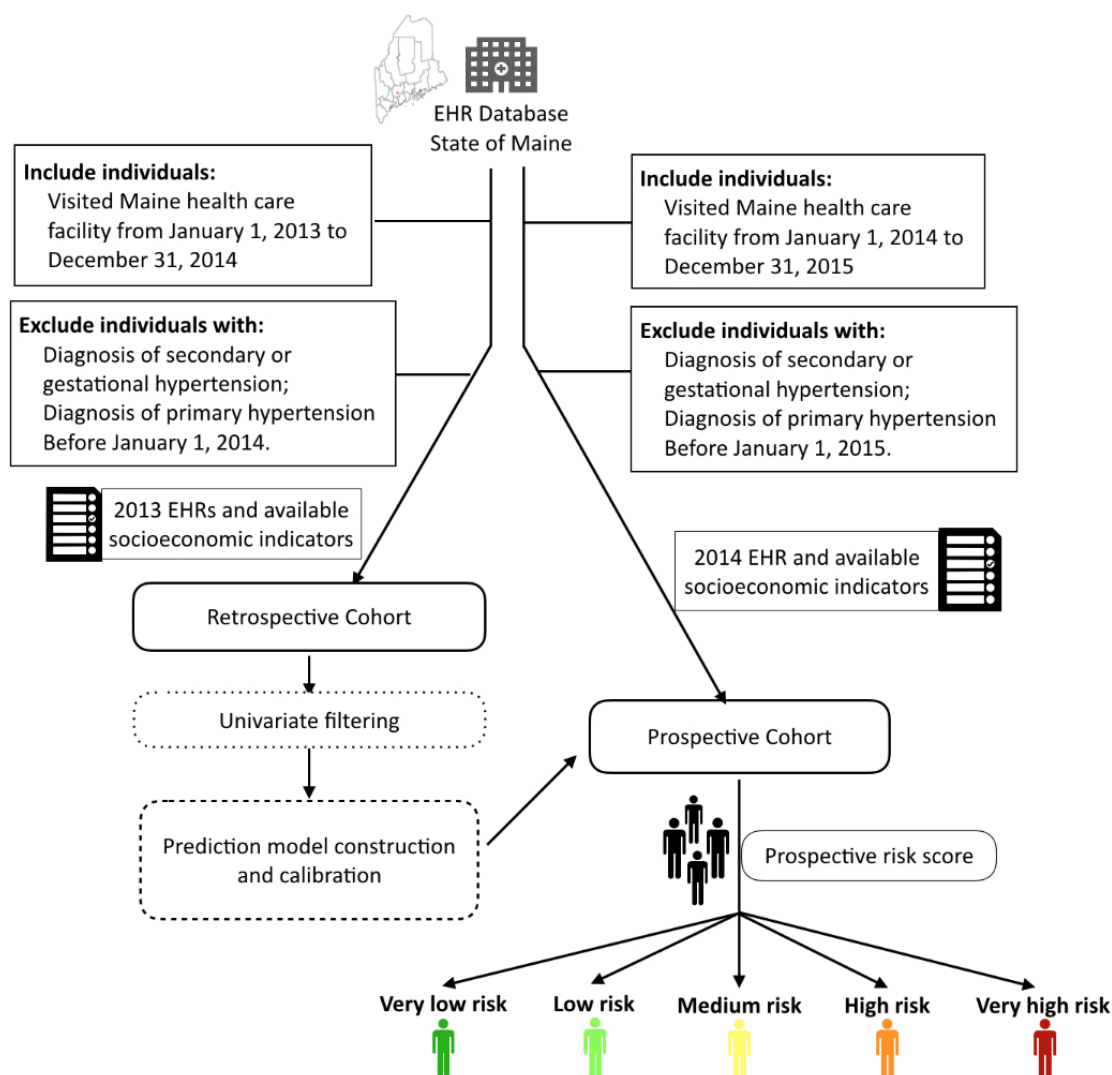 EHR Database
State of Maine
Include individuals:
Visited Maine health care
facility from January 1, 2013 to
December 31, 2014
Include individuals:
Visited Maine health care
facility from January 1, 2014 to
December 31, 2015
Exclude individuals with:
Diagnosis of secondary or
gestational hypertension;
Diagnosis of primary hypertension
Before January 1, 2014.
Exclude individuals with:
Diagnosis of secondary or
gestational hypertension;
Diagnosis of primary hypertension
Before January 1, 2015.
2013 EHRs and available
socioeconomic indicators
2014 EHR and available
socioeconomic indicators
Retrospective Cohort
Univariate filtering
Prospective Cohort
Prediction model construction
and calibration
Prospective risk score
Very low risk
Low risk
Medium risk
High risk
Very high risk